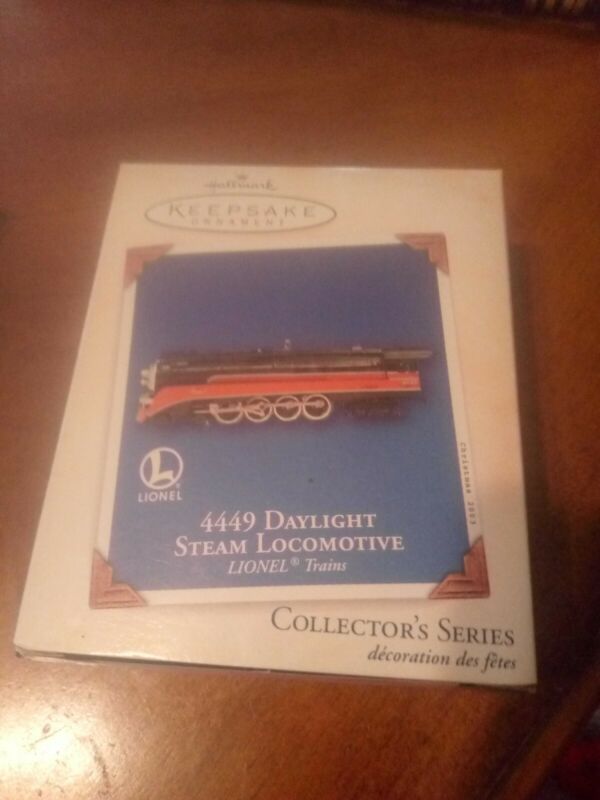 Hallmark
KEEPSAKE
ORNAMENT
Christmas 2003
L
LIONEL
4449 DAYLIGHT
STEAM LOCOMOTIVE
LIONEL® Trains
COLLECTOR'S SERIES
décoration des fêtes